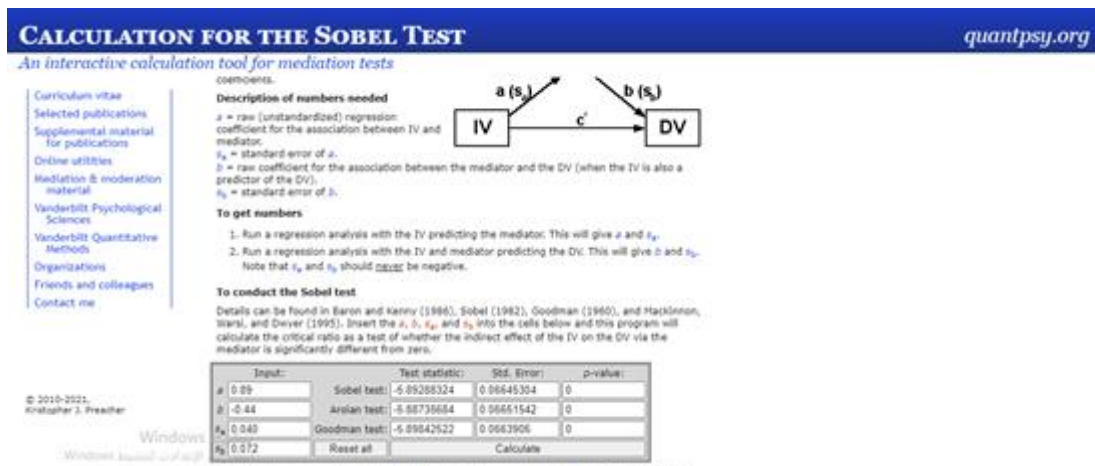 CALCULATION FOR THE SOBEL TEST
quantpsy.org
An interactive calculation tool for mediation tests
Curriculum vitae
Selected publications
Supplemental material
for publications
Online utilities
Mediation & moderation
material
Vanderbilt Psychological
Sciences
Vanderbilt Quantitative
Methods
Organizations
Friends and colleagues
Contact me
© 2010-2021,
Kristopher J. Preacher
coefficients.
Description of numbers needed
a = raw (unstandardized) regression
coefficient for the association between IV and
mediator.
sa = standard error of a.
b = raw coefficient for the association between the mediator and the DV (when the IV is also a
predictor of the DV).
sb = standard error of b.
a (sa)
b (sb)
IV
c'
DV
To get numbers
1. Run a regression analysis with the IV predicting the mediator. This will give a and sa.
2. Run a regression analysis with the IV and mediator predicting the DV. This will give b and sb.
Note that sa and sb should never be negative.
To conduct the Sobel test
Details can be found in Baron and Kenny (1986), Sobel (1982), Goodman (1960), and MacKinnon,
Warsi, and Dwyer (1995). Insert the a, b, sa, and sb into the cells below and this program will
calculate the critical ratio as a test of whether the indirect effect of the IV on the DV via the
mediator is significantly different from zero.
Input: Test statistic: Std. Error: p-value:
a 0.89 Sobel test: -5.89288324 0.06645304 0
b -0.44 Aroian test: -5.88735684 0.06651542 0
sa 0.040 Goodman test: -5.89842522 0.0663906 0
sb 0.072 Reset all Calculate
Windows
Windows